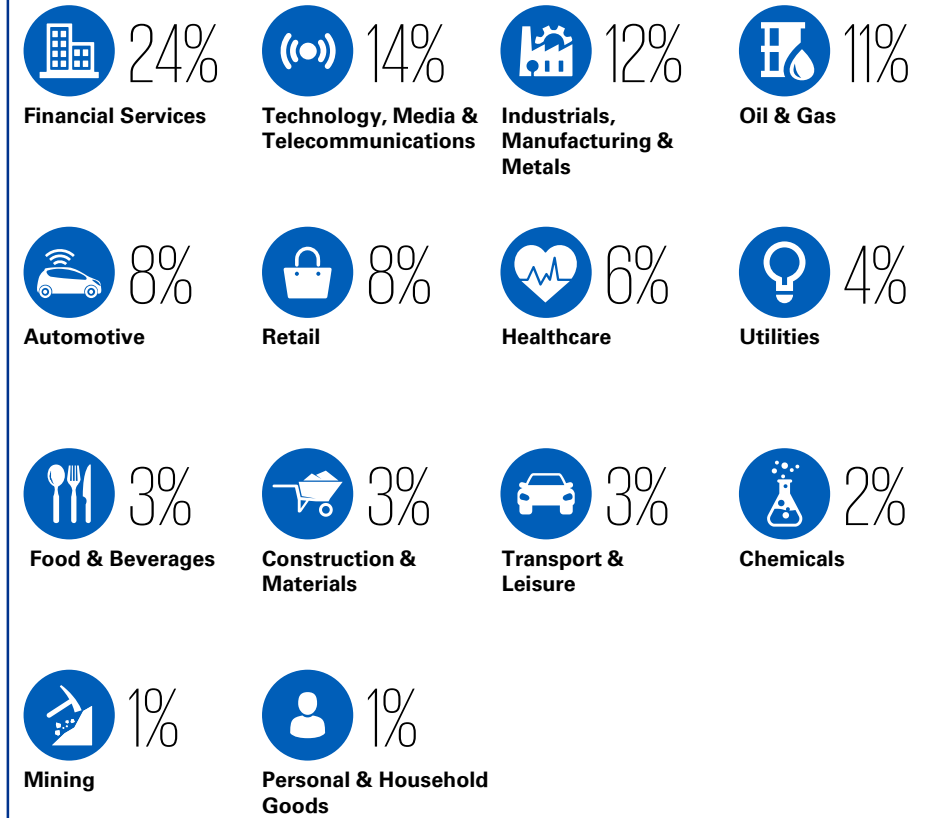 24%
Financial Services
14%
Technology, Media &
Telecommunications
12%
Industrials,
Manufacturing &
Metals
11%
Oil & Gas
8%
Automotive
8%
Retail
6%
Healthcare
4%
Utilities
3%
Food & Beverages
3%
Construction &
Materials
3%
Transport &
Leisure
2%
Chemicals
1%
Mining
1%
Personal & Household
Goods